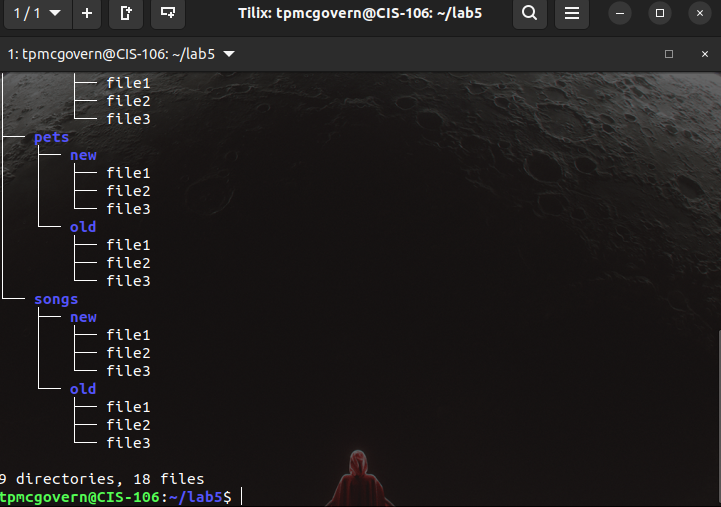 1 / 1
Tilix: tpmcgovern@CIS-106: ~/lab5
1: tpmcgovern@CIS-106: ~/lab5
file1
file2
file3
pets
new
file1
file2
file3
old
file1
file2
file3
songs
new
file1
file2
file3
old
file1
file2
file3
9 directories, 18 files
tpmcgovern@CIS-106:~/lab5$